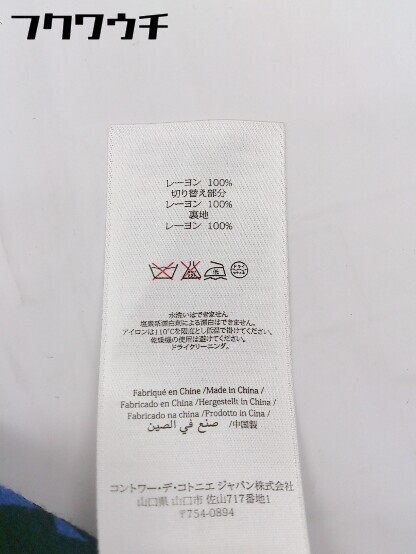 フクワウチ
レーヨン 100%
切り替え部分
レーヨン 100%
裏地
レーヨン 100%
ドライ
水洗いはできません。
塩素系漂白剤による漂白はできません。
アイロンは110℃を限度とし低温で掛けてください。
乾燥機の使用は避けてください。
ドライクリーニング。
Fabriqué en Chine /Made in China /
Fabricado en China /Hergestellt in China /
Fabricado na china /Prodotto in Cina /
صنع في الصين /中国製
コントワー・デ・コトニエ ジャパン株式会社
山口県 山口市 佐山717番地1
〒754-0894